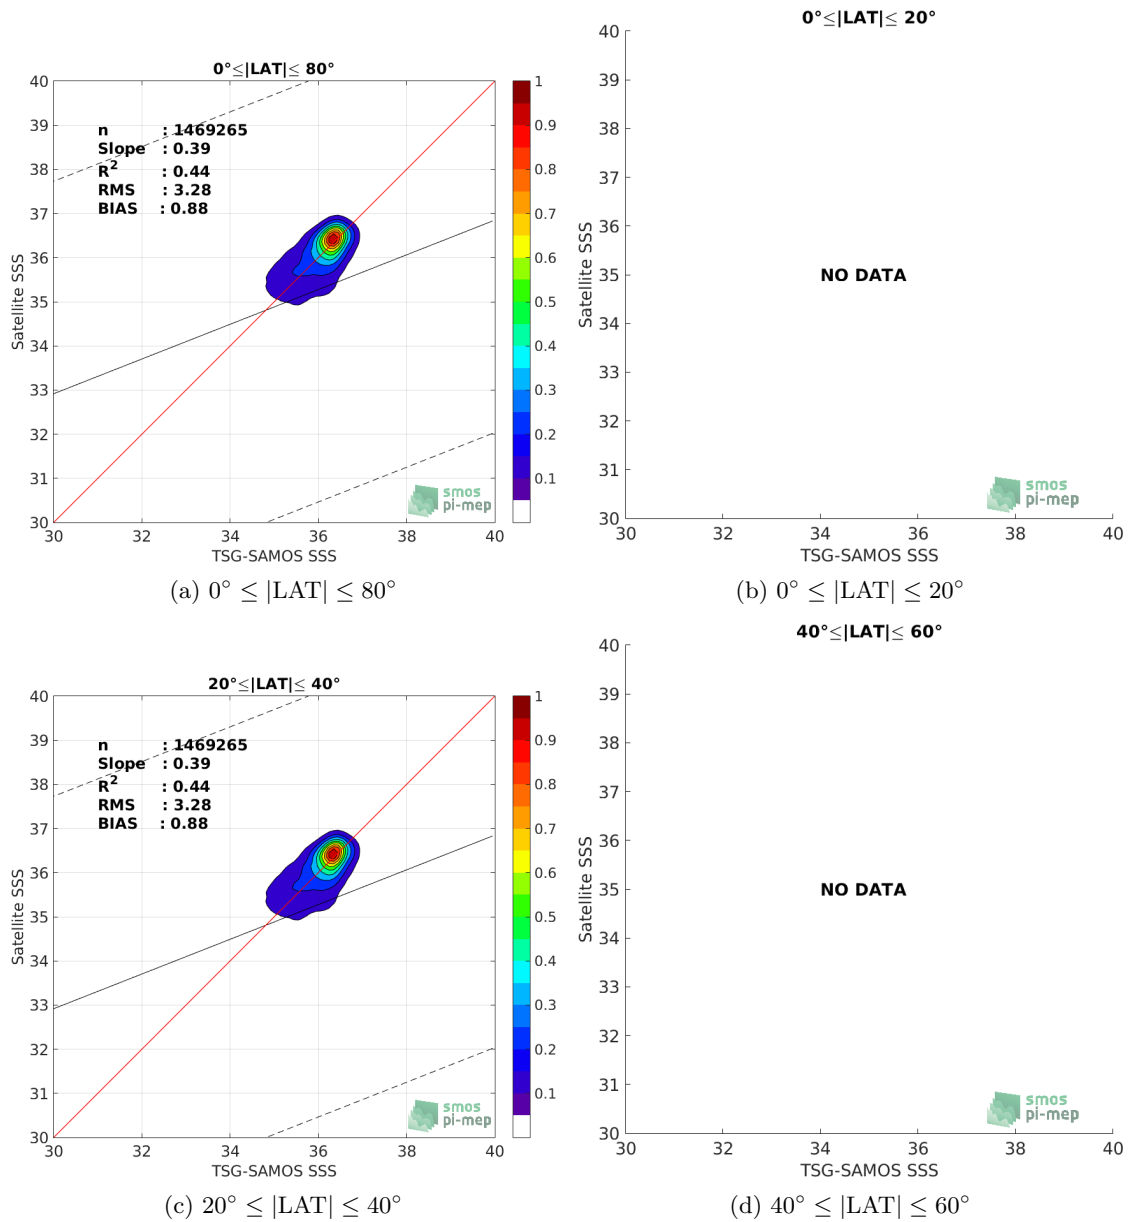 0°≤|LAT|≤ 80°
40
39
38
37
36
35
34
33
32
31
30
Satellite SSS
n : 1469265
Slope : 0.39
R² : 0.44
RMS : 3.28
BIAS : 0.88
1
0.9
0.8
0.7
0.6
0.5
0.4
0.3
0.2
0.1
smos
pi-mep
30 32 34 36 38 40
TSG-SAMOS SSS
(a) 0° ≤ |LAT| ≤ 80°
0°≤|LAT|≤ 20°
40
39
38
37
36
35
34
33
32
31
30
Satellite SSS
NO DATA
smos
pi-mep
30 32 34 36 38 40
TSG-SAMOS SSS
(b) 0° ≤ |LAT| ≤ 20°
20°≤|LAT|≤ 40°
40
39
38
37
36
35
34
33
32
31
30
Satellite SSS
n : 1469265
Slope : 0.39
R² : 0.44
RMS : 3.28
BIAS : 0.88
1
0.9
0.8
0.7
0.6
0.5
0.4
0.3
0.2
0.1
smos
pi-mep
30 32 34 36 38 40
TSG-SAMOS SSS
(c) 20° ≤ |LAT| ≤ 40°
40°≤|LAT|≤ 60°
40
39
38
37
36
35
34
33
32
31
30
Satellite SSS
NO DATA
smos
pi-mep
30 32 34 36 38 40
TSG-SAMOS SSS
(d) 40° ≤ |LAT| ≤ 60°